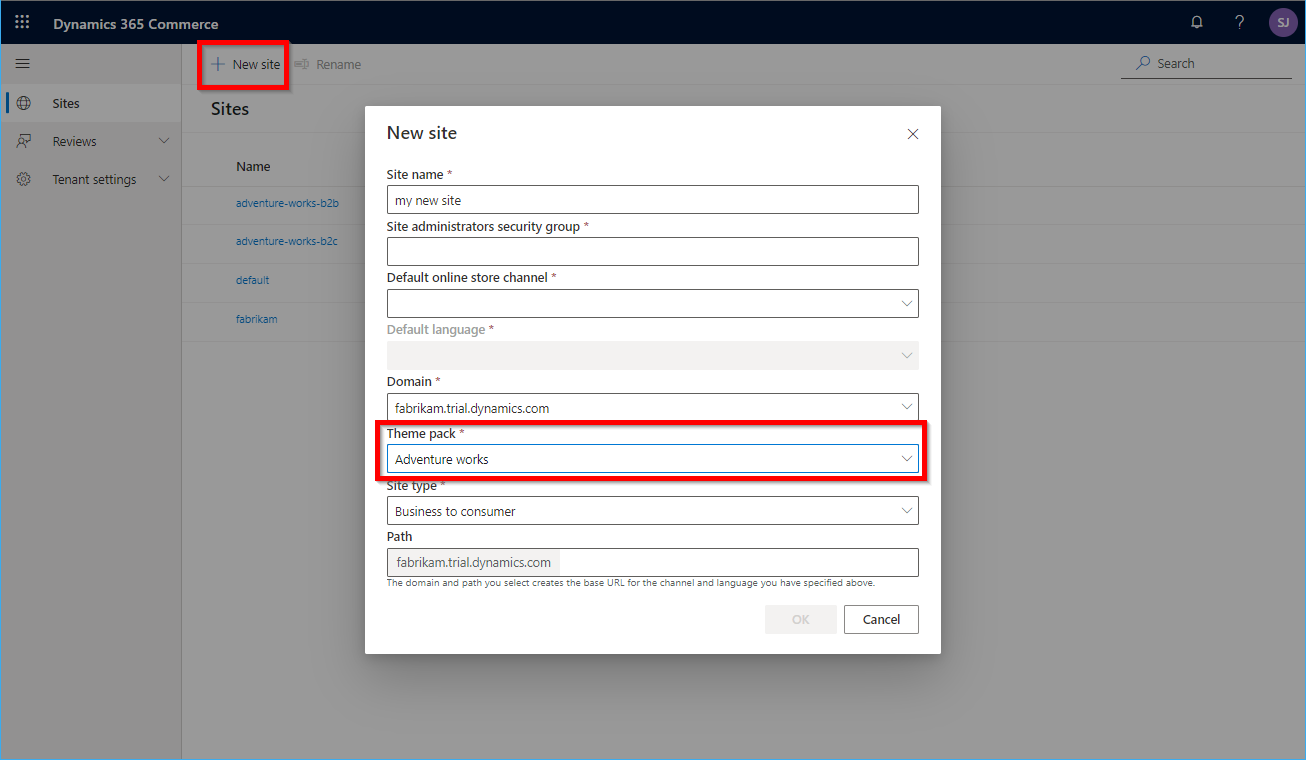 Dynamics 365 Commerce
?
SJ
New site
Rename
Search
Sites
Reviews
Tenant settings
Sites
Name
adventure-works-b2b
adventure-works-b2c
default
fabrikam
New site
Site name *
my new site
Site administrators security group *
Default online store channel *
Default language *
Domain *
fabrikam.trial.dynamics.com
Theme pack *
Adventure works
Site type *
Business to consumer
Path
fabrikam.trial.dynamics.com
The domain and path you select creates the base URL for the channel and language you have specified above.
OK
Cancel